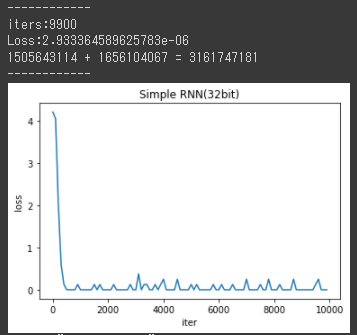 ------------
iters:9900
Loss:2.933364589625783e-06
1505643114 + 1656104067 = 3161747181
------------
Simple RNN(32bit)
loss
4
3
2
1
0
0 2000 4000 6000 8000 10000
iter